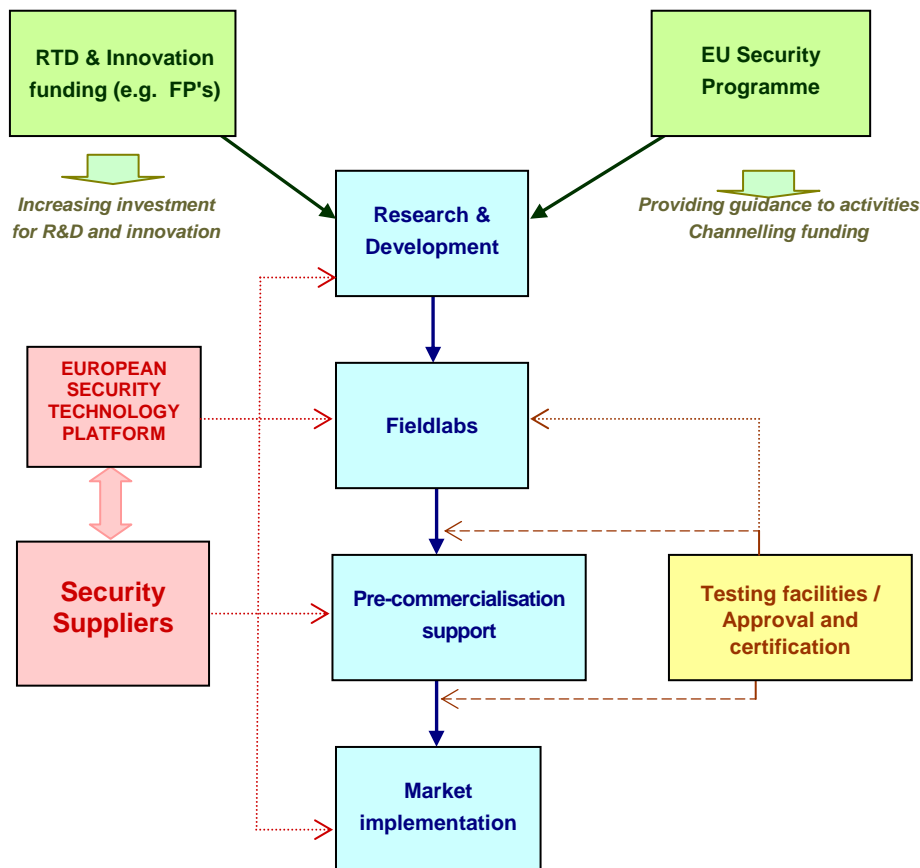 RTD & Innovation
funding (e.g. FP's)
EU Security
Programme
Increasing investment
for R&D and innovation
Providing guidance to activities
Channelling funding
Research &
Development
EUROPEAN
SECURITY
TECHNOLOGY
PLATFORM
Fieldlabs
Security
Suppliers
Pre-commercialisation
support
Testing facilities /
Approval and
certification
Market
implementation